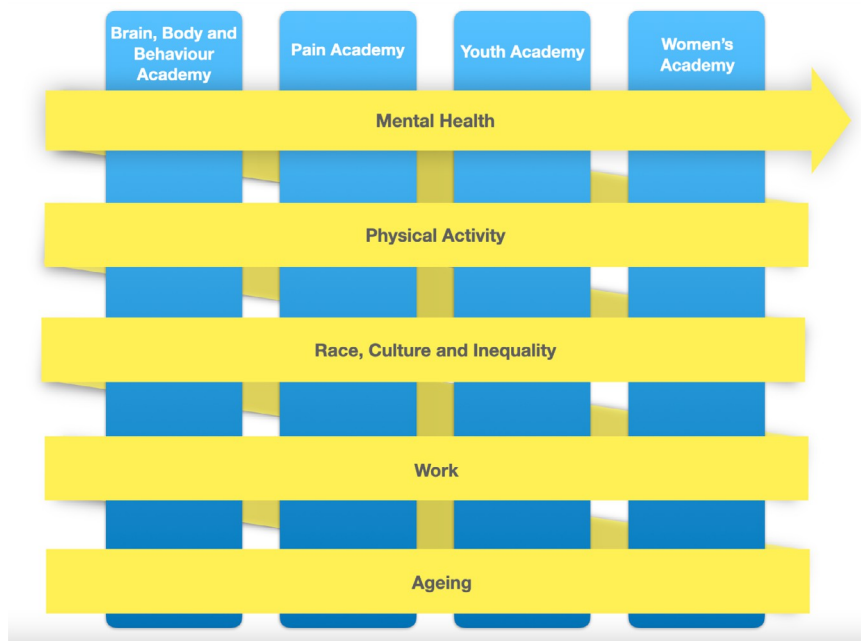 Brain, Body and
Behaviour
Academy
Pain Academy
Youth Academy
Women's
Academy
Mental Health
Physical Activity
Race, Culture and Inequality
Work
Ageing